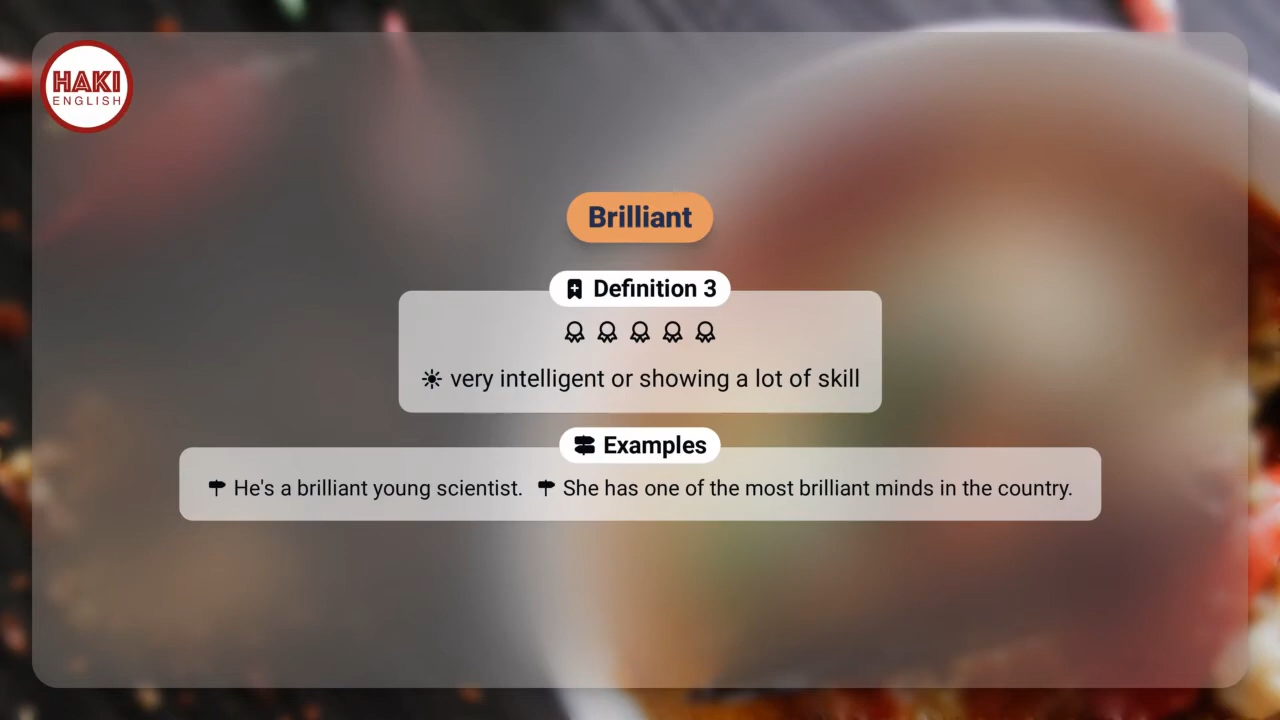 HAKI
ENGLISH
Brilliant
Definition 3
very intelligent or showing a lot of skill
Examples
He's a brilliant young scientist. She has one of the most brilliant minds in the country.